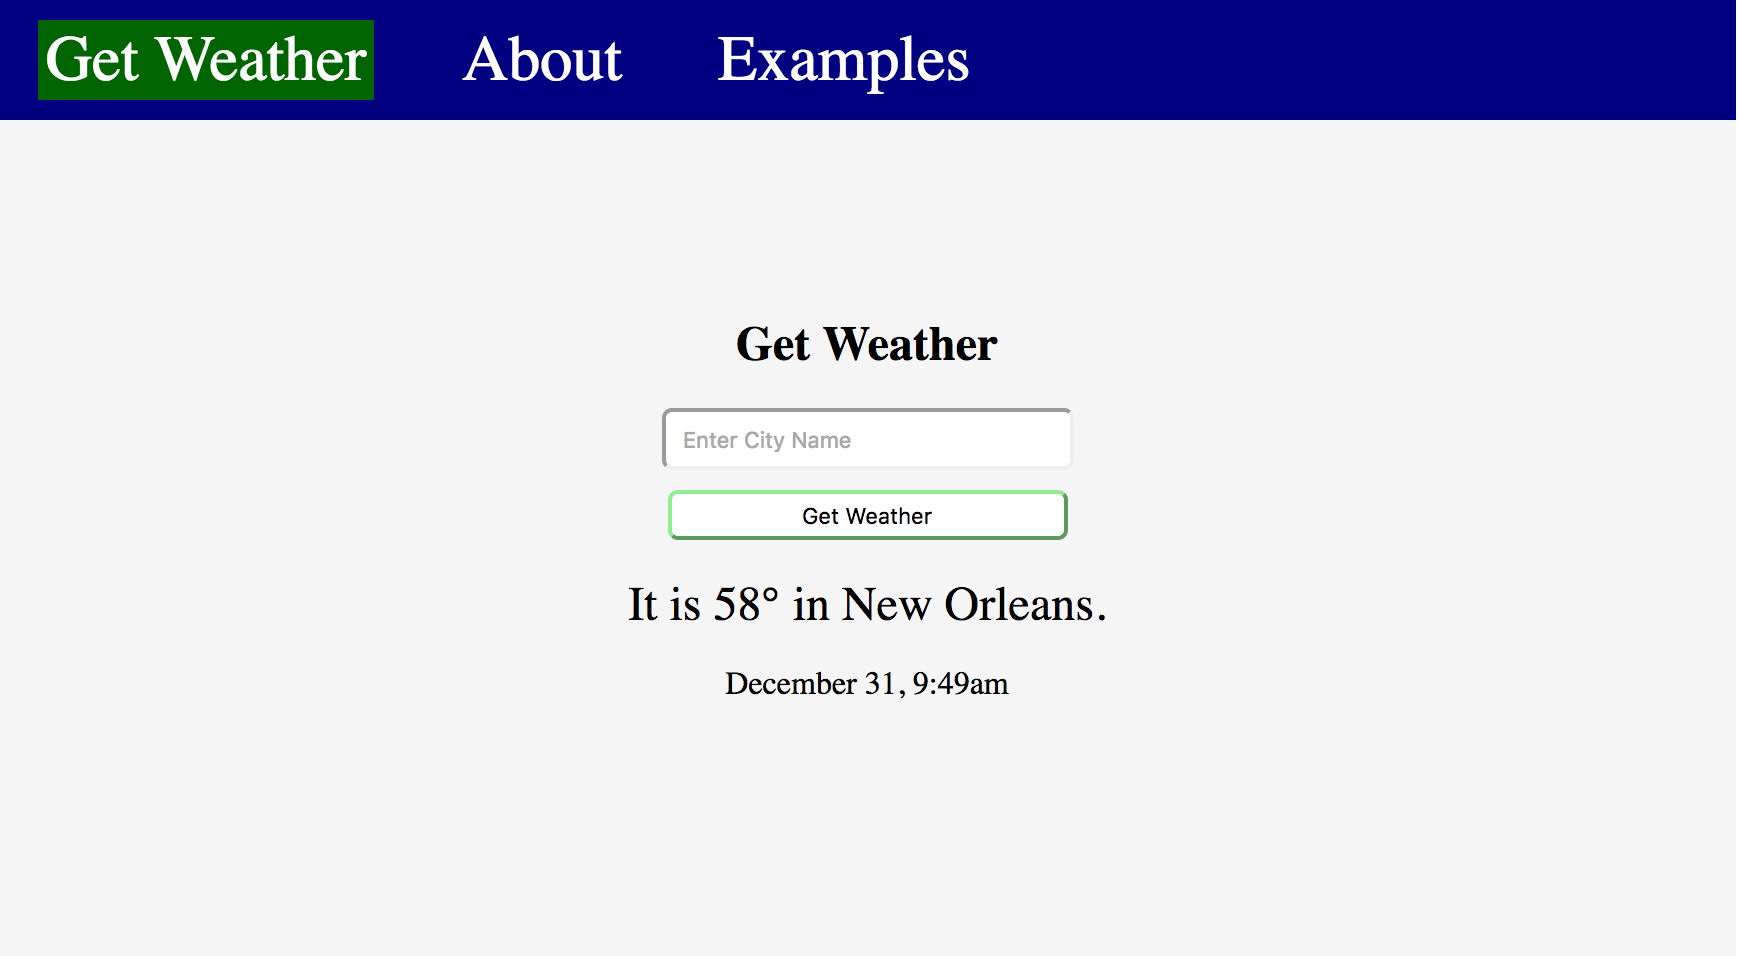 Get Weather About Examples
Get Weather
Enter City Name
Get Weather
It is 58° in New Orleans.
December 31, 9:49am